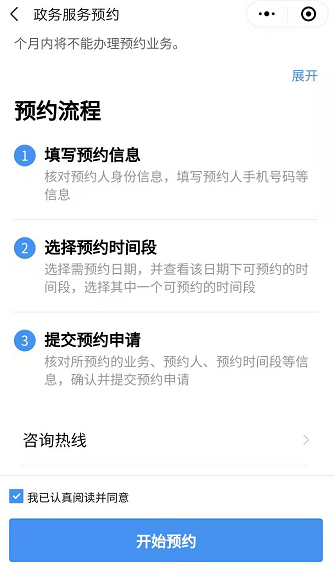 政务服务预约
个月内将不能办理预约业务。
展开
预约流程
1 填写预约信息
核对预约人身份信息，填写预约人手机号码等
信息
2 选择预约时间段
选择需预约日期，并查看该日期下可预约的时
间段，选择其中一个可预约的时间段
3 提交预约申请
核对所预约的业务、预约人、预约时间段等信
息，确认并提交预约申请
咨询热线
我已认真阅读并同意
开始预约